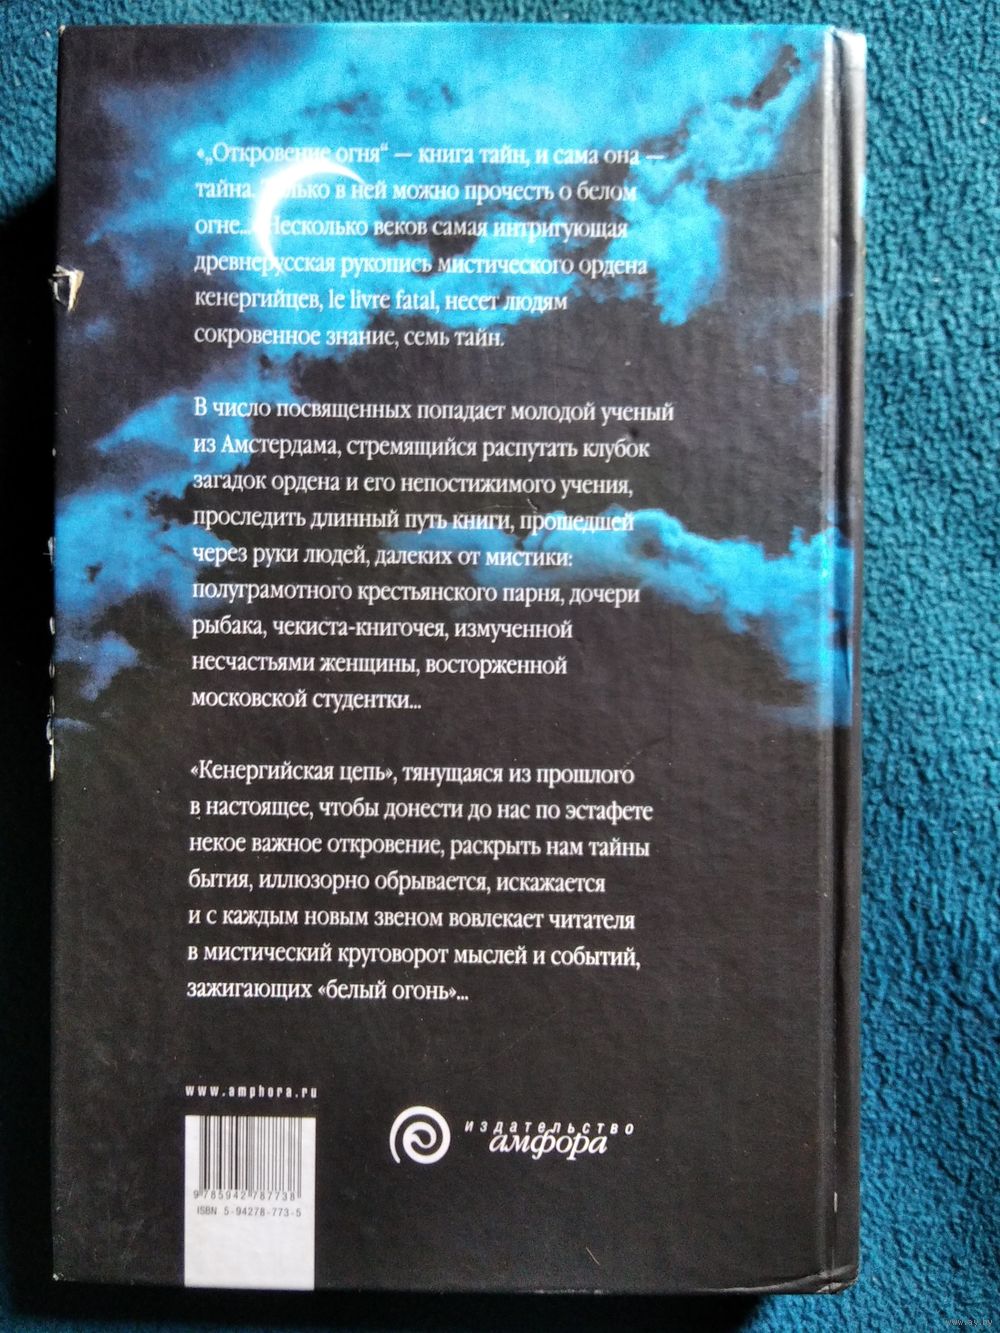 «„Откровение огня“ — книга тайн, и сама она —
тайна. Только в ней можно прочесть о белом
огне...» Несколько веков самая интригующая
древнерусская рукопись мистического ордена
кенергийцев, le livre fatal, несет людям
сокровенное знание, семь тайн.
В число посвященных попадает молодой ученый
из Амстердама, стремящийся распутать клубок
загадок ордена и его непостижимого учения,
проследить длинный путь книги, прошедшей
через руки людей, далеких от мистики:
полуграмотного крестьянского парня, дочери
рыбака, чекиста-книгочея, измученной
несчастьями женщины, восторженной
московской студентки...
«Кенергийская цепь», тянущаяся из прошлого
в настоящее, чтобы донести до нас по эстафете
некое важное откровение, раскрыть нам тайны
бытия, иллюзорно обрывается, искажается
и с каждым новым звеном вовлекает читателя
в мистический круговорот мыслей и событий,
зажигающих «белый огонь»...
www.amphora.ru
издательство
амфора
9 785942 787738
ISBN 5-94278-773-5
www.ay.by